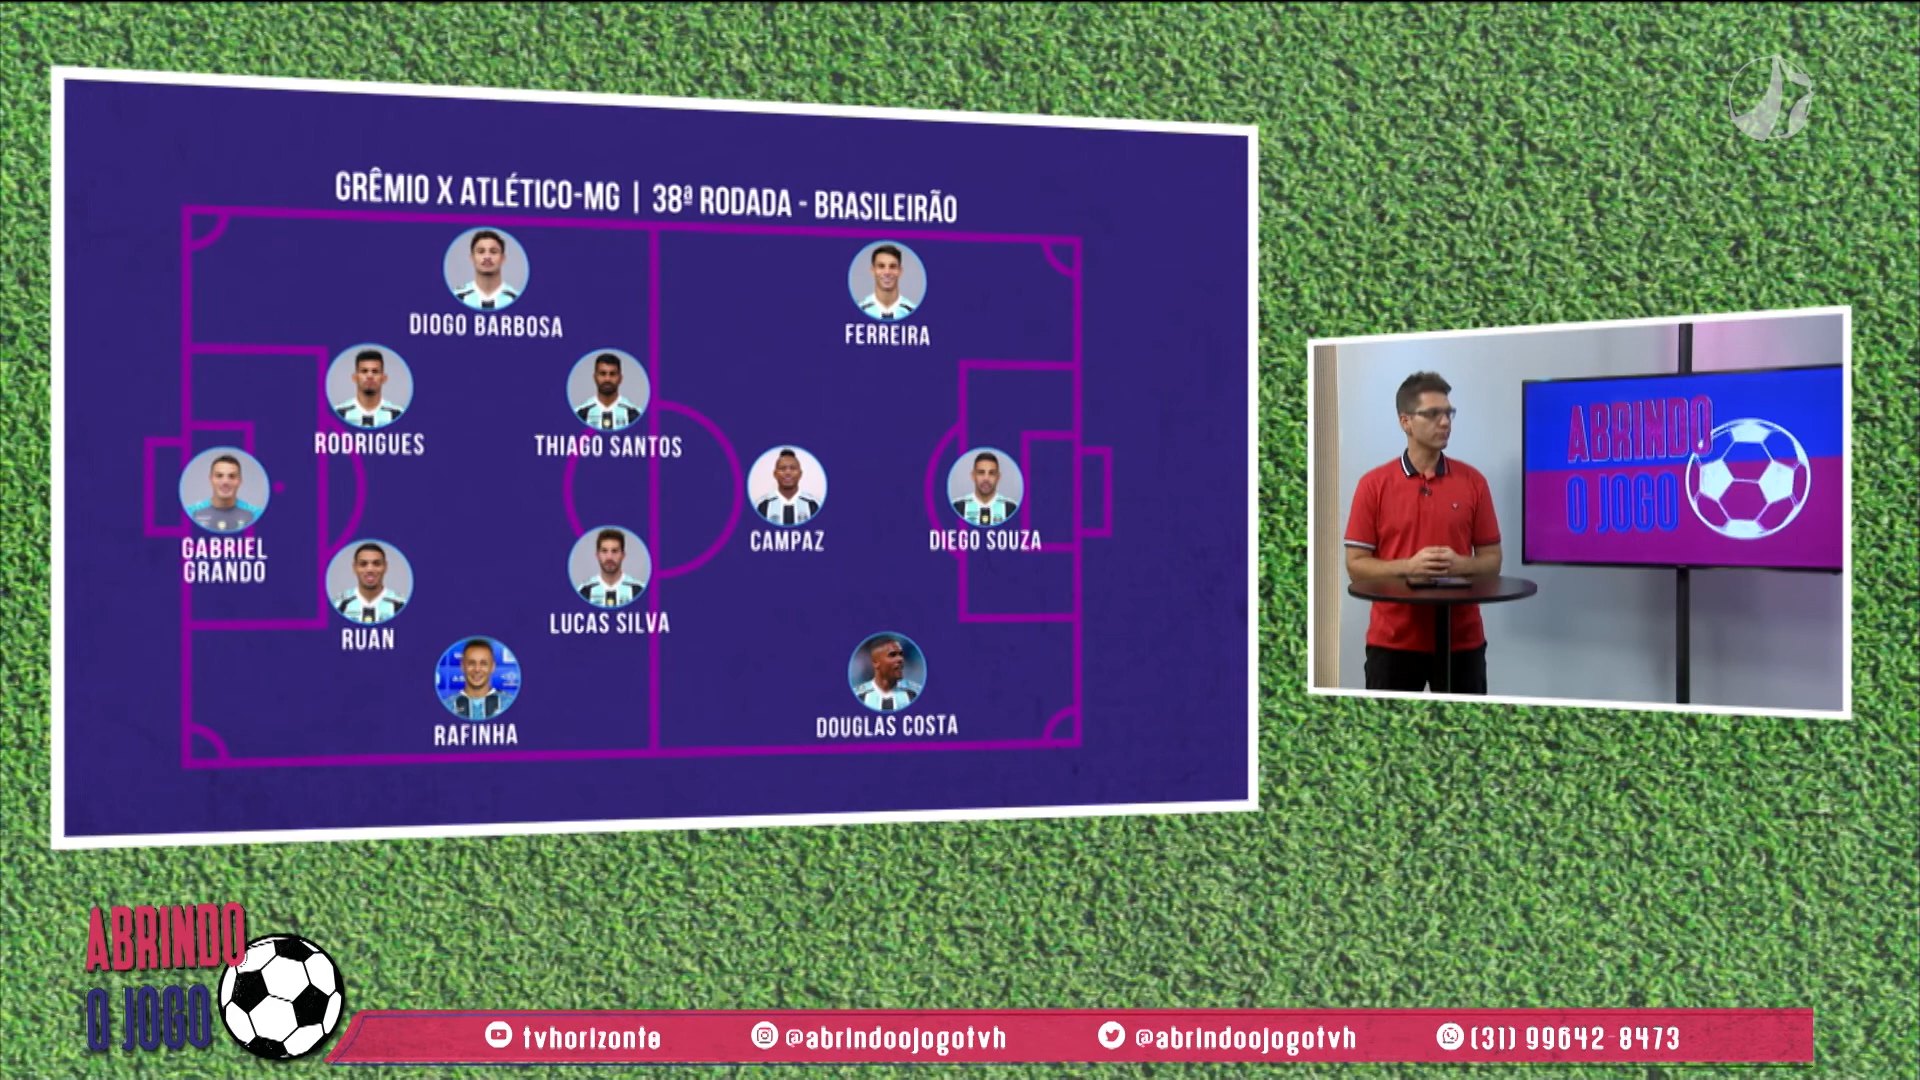 GRÊMIO X ATLÉTICO-MG | 38ª RODADA - BRASILEIRÃO
DIOGO BARBOSA
FERREIRA
RODRIGUES
THIAGO SANTOS
GABRIEL
GRANDO
CAMPAZ
DIEGO SOUZA
RUAN
LUCAS SILVA
RAFINHA
DOUGLAS COSTA
ABRINDO
O JOGO
ABRINDO
O JOGO
tvhorizonte
@abrindoojogotvh
@abrindoojogotvh
(31) 99642-8473